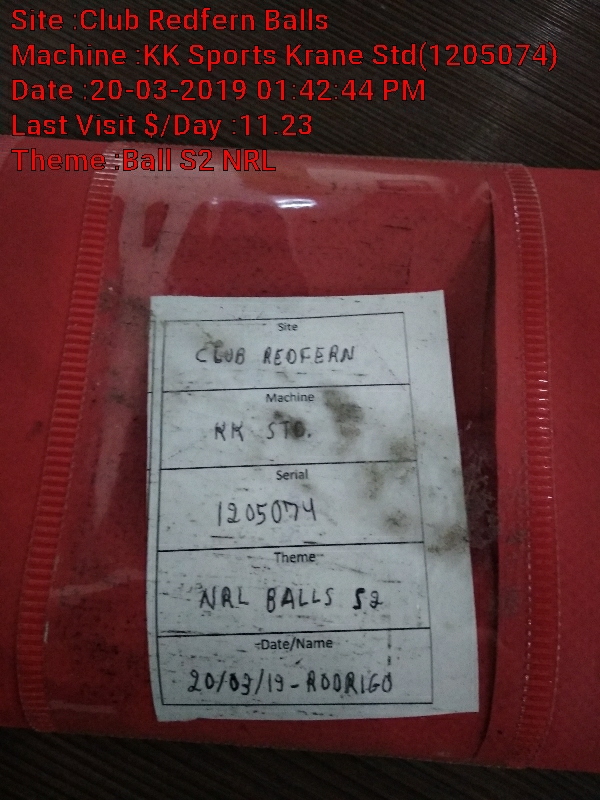 Site :Club Redfern Balls
Machine :KK Sports Krane Std(1205074)
Date :20-03-2019 01:42:44 PM
Last Visit $/Day :11.23
Theme :Ball S2 NRL
Site
CLUB REDFERN
Machine
KK STD.
Serial
1205074
Theme
NRL BALLS S2
Date/Name
20/03/19-RODRIGO